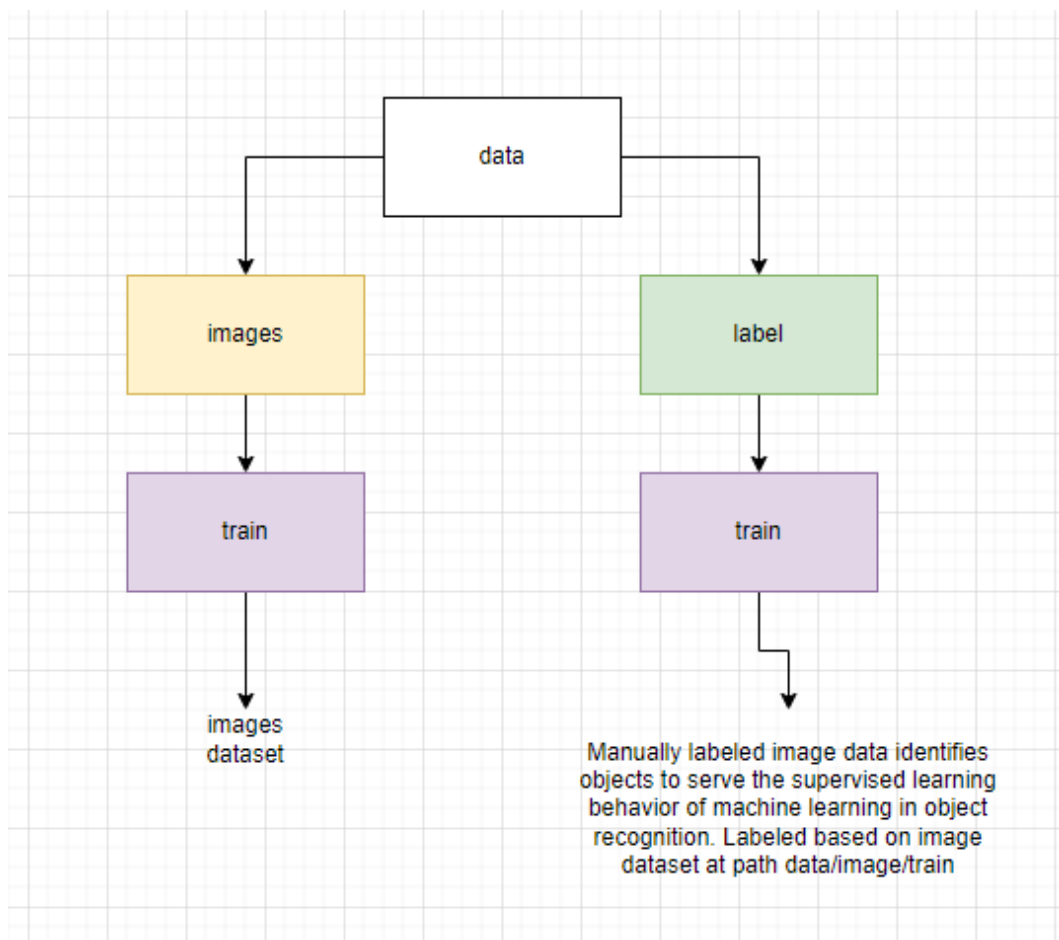 data
images
label
train
train
images
dataset
Manually labeled image data identifies
objects to serve the supervised learning
behavior of machine learning in object
recognition. Labeled based on image
dataset at path data/image/train